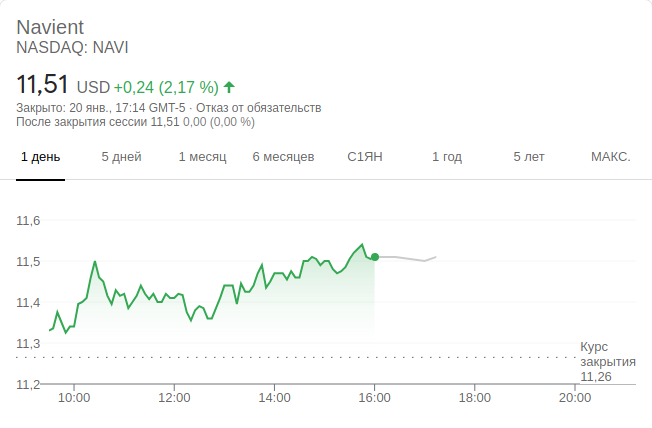 Navient
NASDAQ: NAVI
11,51 USD +0,24 (2,17 %)
Закрыто: 20 янв., 17:14 GMT-5 · Отказ от обязательств
После закрытия сессии 11,51 0,00 (0,00 %)
1 день 5 дней 1 месяц 6 месяцев С1ЯН 1 год 5 лет МАКС.
11,6
11,5
11,4
11,3
Курс
закрытия
11,26
11,2
10:00 12:00 14:00 16:00 18:00 20:00